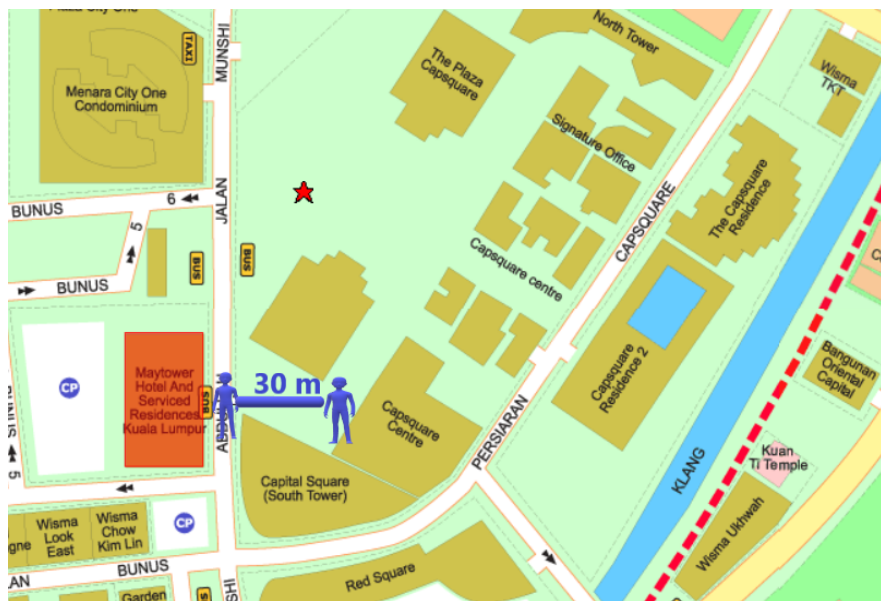 Plaza City One
TAXI
MUNSHI
North Tower
The Plaza
Capsquare
Wisma
TKT
Menara City One
Condominium
Signature Office
BUNUS
6
JALAN
CAPSQUARE
The Capsquare
Residence
5
BUS
BUS
BUNUS
Capsquare centre
CP
Maytower
Hotel And
Serviced
Residences
Kuala Lumpur
BUS
30 m
Capsquare
Residence 2
Bangunan
Oriental
Capital
BUNUS
5
Capsquare
Centre
PERSIARAN
KLANG
Kuan
Ti Temple
Capital Square
(South Tower)
CP
Wisma
Look
East
Wisma
Chow
Kim Lin
Wisma Ukhwah
BUNUS
Red Square
Garden